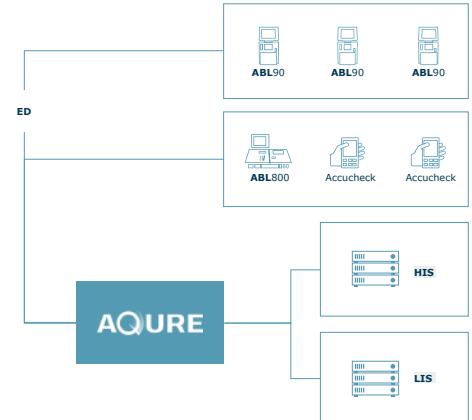 ABL90 ABL90 ABL90
ED
ABL800 Accucheck Accucheck
HIS
AQURE
LIS